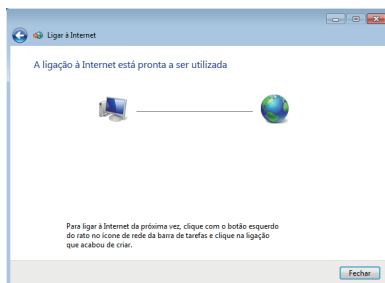 Ligar à Internet
A ligação à Internet está pronta a ser utilizada
Para ligar à Internet da próxima vez, clique com o botão esquerdo
do rato no ícone de rede da barra de tarefas e clique na ligação
que acabou de criar.
Fechar